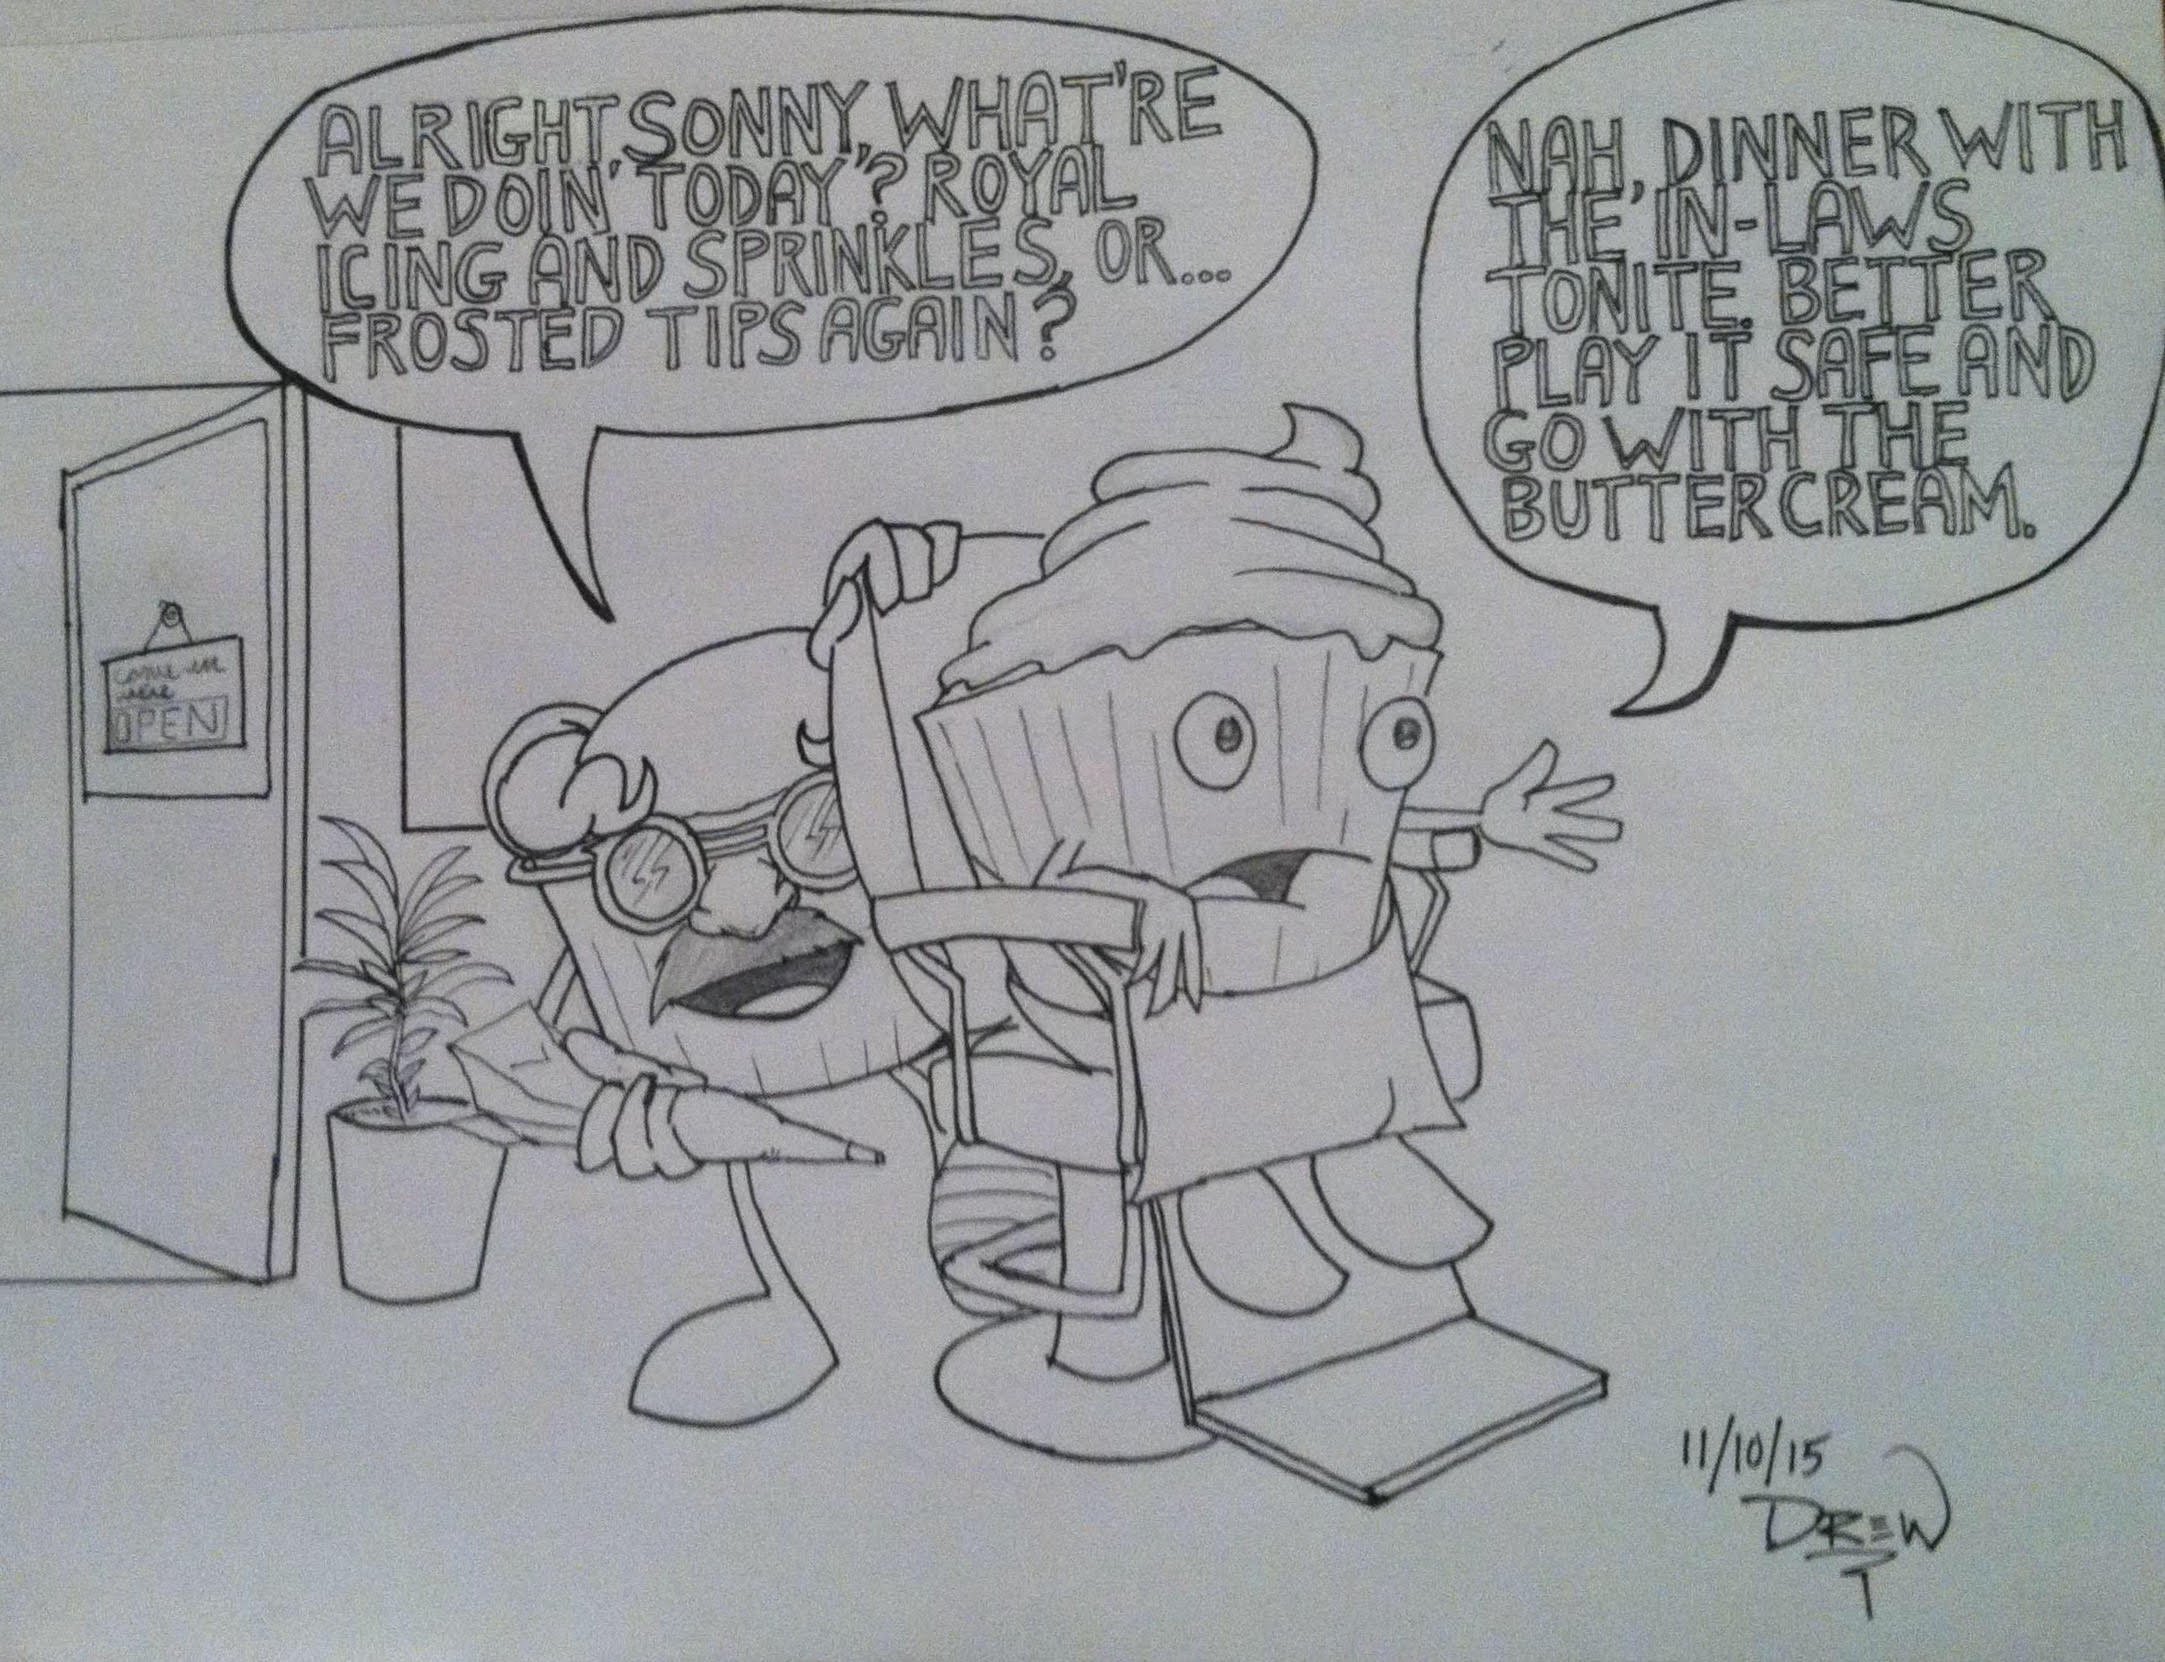 ALRIGHT, SONNY, WHAT'RE
WE DOIN' TODAY? ROYAL
ICING AND SPRINKLES, OR...
FROSTED TIPS AGAIN?
NAH, DINNER WITH
THE IN-LAWS
TONITE. BETTER
PLAY IT SAFE AND
GO WITH THE
BUTTERCREAM.
come in
we're
OPEN
11/10/15
DREW
T